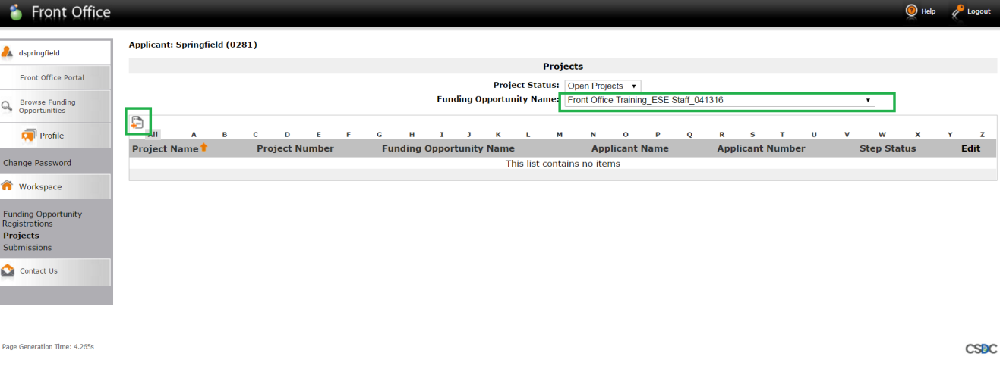 Front Office
Help
Logout
dspringfield
Front Office Portal
Browse Funding
Opportunities
Profile
Change Password
Workspace
Funding Opportunity
Registrations
Projects
Submissions
Contact Us
Applicant: Springfield (0281)
Projects
Project Status: Open Projects
Funding Opportunity Name: Front Office Training_ESE Staff_041316
All A B C D E F G H I J K L M N O P Q R S T U V W X Y Z
Project Name Project Number Funding Opportunity Name Applicant Name Applicant Number Step Status Edit
This list contains no items
Page Generation Time: 4.265s
CSDC